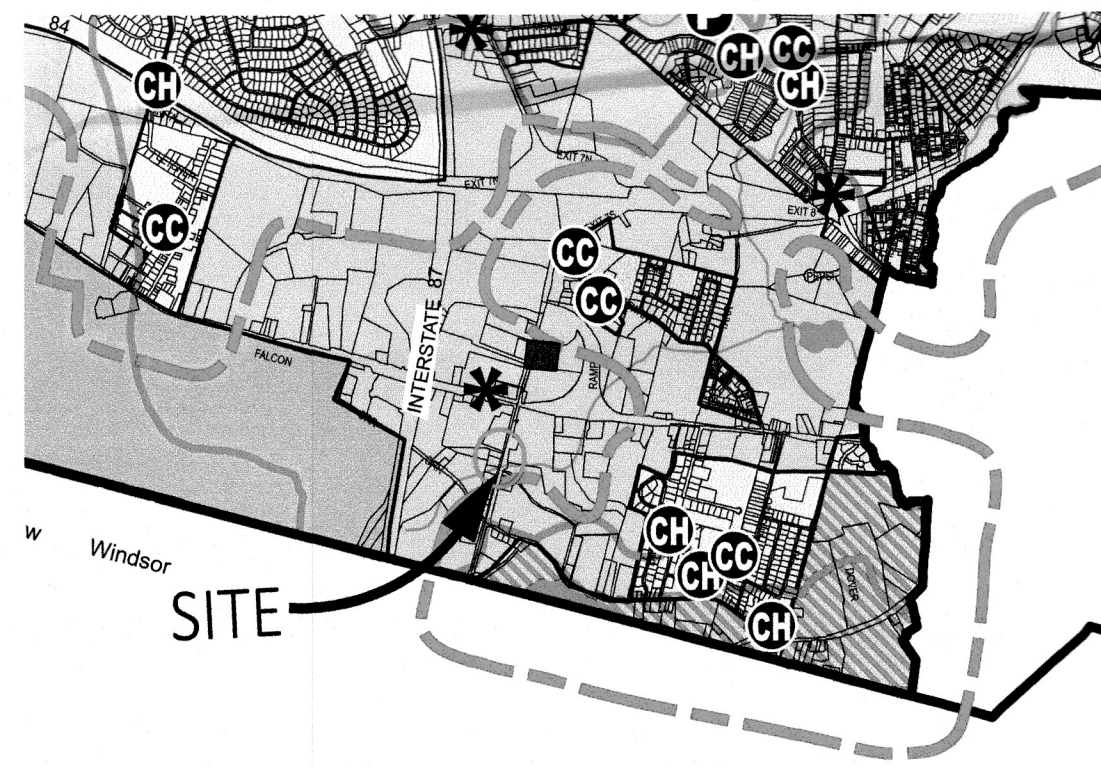 84
P
CH
CC
CH
CH
EXIT 7N
EXIT 8
CC
CC
CC
INTERSTATE 87
RAMP
FALCON
CH
CC
CH
CH
DOVER
w Windsor
SITE